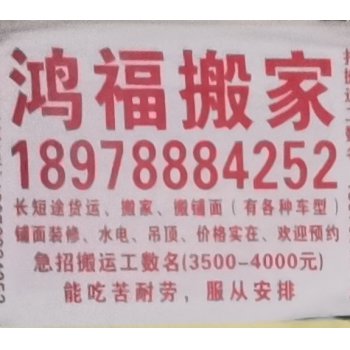 鸿福搬家
18978884252
长短途货运、搬家、搬铺面(有各种车型)
铺面装修、水电、吊顶、价格实在、欢迎预约
急招搬运工数名(3500-4000元)
能吃苦耐劳，服从安排